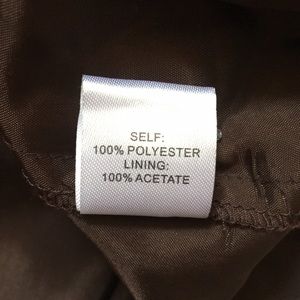 SELF:
100% POLYESTER
LINING:
100% ACETATE